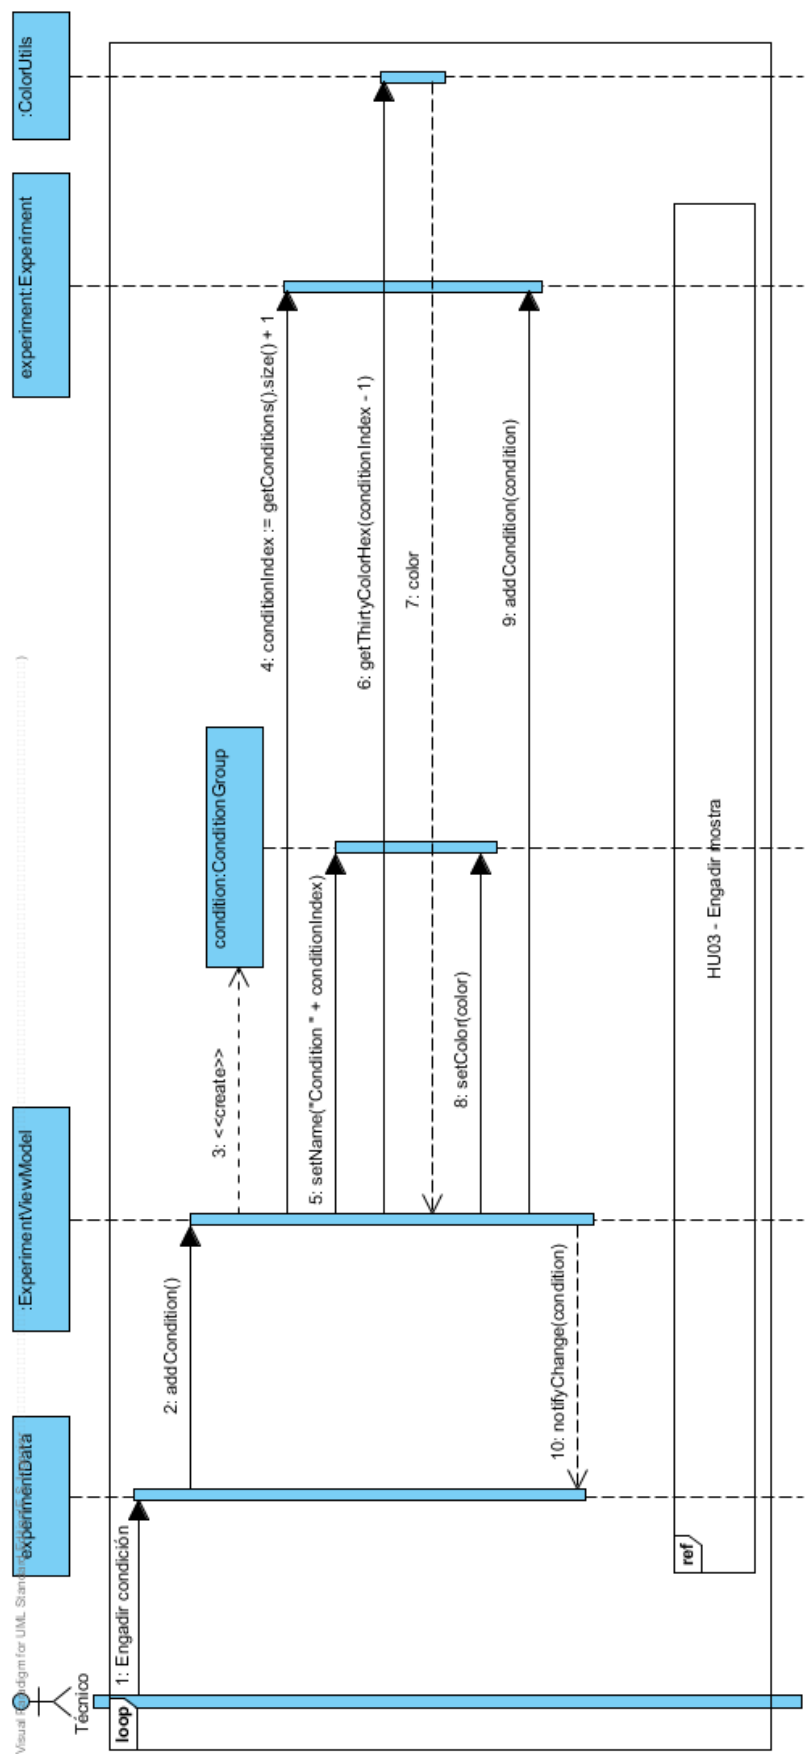 Visual Paradigm for UML Standard
Técnico
experimentData
:ExperimentViewModel
experiment:Experiment
:ColorUtils
loop
1: Engadir condición
2: addCondition()
3: <<create>>
condition:ConditionGroup
4: conditionIndex := getConditions().size() + 1
5: setName("Condition " + conditionIndex)
6: getThirtyColorHex(conditionIndex - 1)
7: color
8: setColor(color)
9: addCondition(condition)
10: notifyChange(condition)
ref
HU03 - Engadir mostra